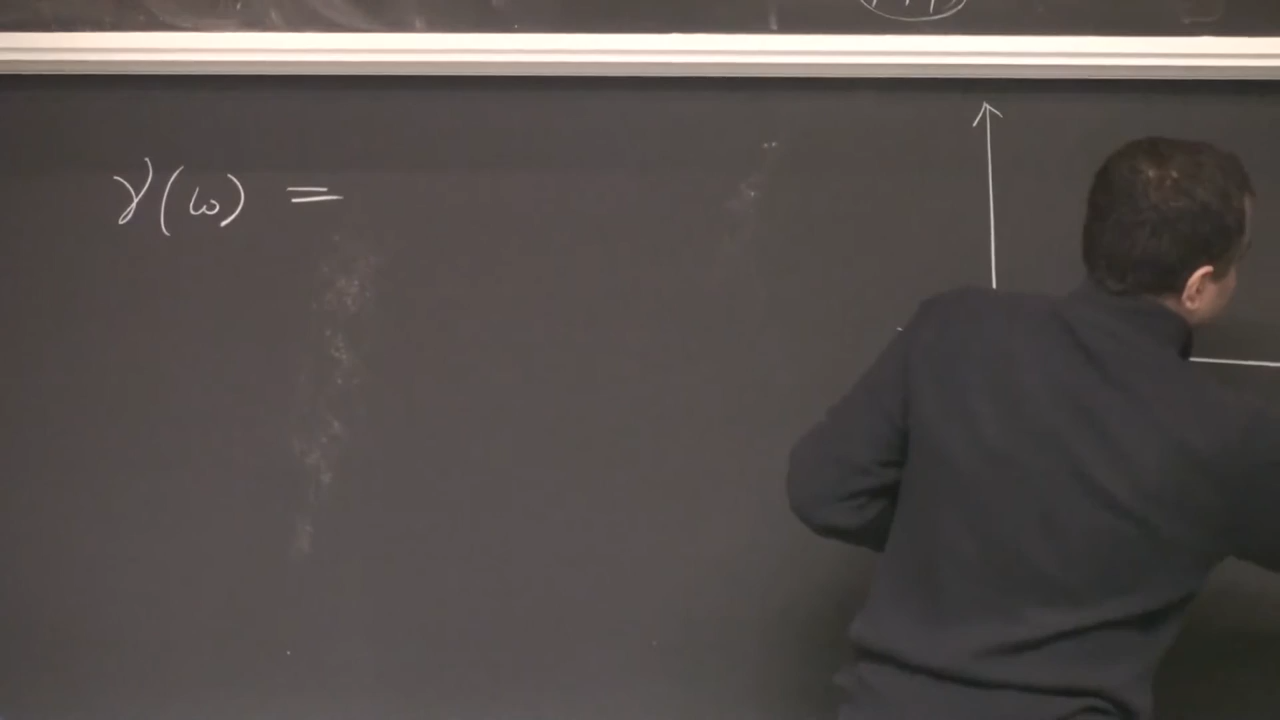 γ(ω) =